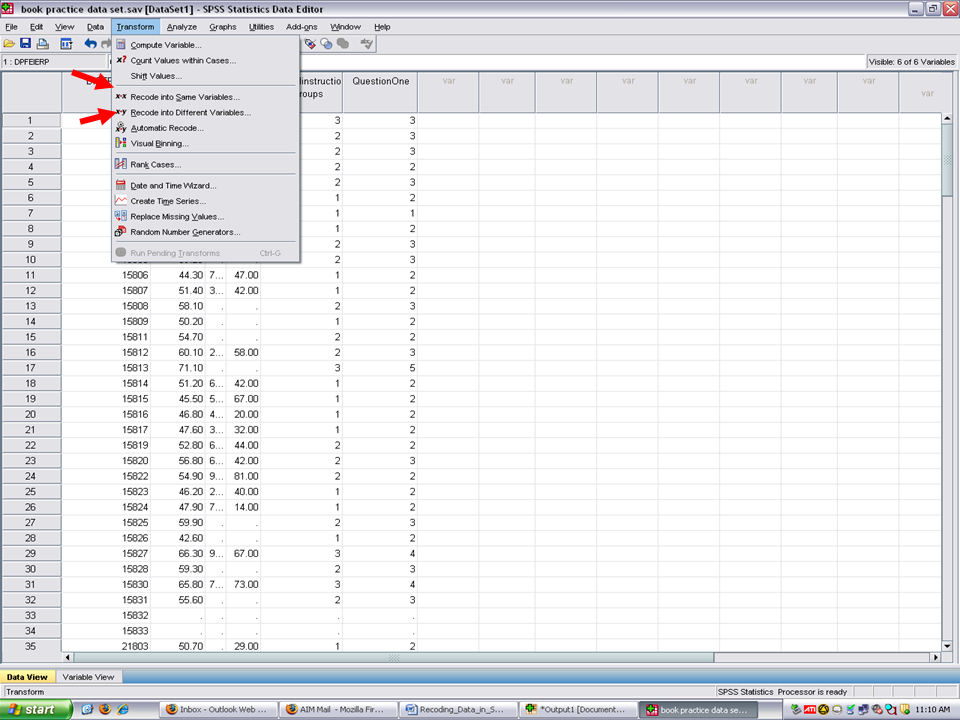 book practice data set.sav [DataSet1] - SPSS Statistics Data Editor
File Edit View Data Transform Analyze Graphs Utilities Add-ons Window Help
1 : DPFEIERP Visible: 6 of 6 Variables
Compute Variable...
Count Values within Cases...
Shift Values...
Recode into Same Variables...
Recode into Different Variables...
Automatic Recode...
Visual Binning...
Rank Cases...
Date and Time Wizard...
Create Time Series...
Replace Missing Values...
Random Number Generators...
Run Pending Transforms Ctrl-G
QuestionOne var var var var var var var var var
1 3 3
2 2 3
3 2 3
4 2 2
5 2 3
6 1 2
7 1 1
8 1 2
9 2 3
10 2 3
11 15806 44.30 7... 47.00 1 2
12 15807 51.40 3... 42.00 1 2
13 15808 58.10 . . 2 3
14 15809 50.20 . . 1 2
15 15811 54.70 . . 2 2
16 15812 60.10 2... 58.00 2 3
17 15813 71.10 . . 3 5
18 15814 51.20 6... 42.00 1 2
19 15815 45.50 5... 67.00 1 2
20 15816 46.80 4... 20.00 1 2
21 15817 47.60 3... 32.00 1 2
22 15819 52.80 6... 44.00 2 2
23 15820 56.80 6... 42.00 2 3
24 15822 54.90 9... 81.00 2 2
25 15823 46.20 2... 40.00 1 2
26 15824 47.90 7... 14.00 1 2
27 15825 59.90 . . 2 3
28 15826 42.60 . . 1 2
29 15827 66.30 9... 67.00 3 4
30 15828 59.30 . . 2 3
31 15830 65.80 7... 73.00 3 4
32 15831 55.60 . . 2 3
33 15832 . . . . .
34 15833 . . . . .
35 21803 50.70 . 29.00 1 2
Data View Variable View
Transform SPSS Statistics Processor is ready
start Inbox - Outlook Web ... AIM Mail - Mozilla Fir... Recoding_Data_in_S... *Output1 [Document... book practice data se... ATI 11:10 AM